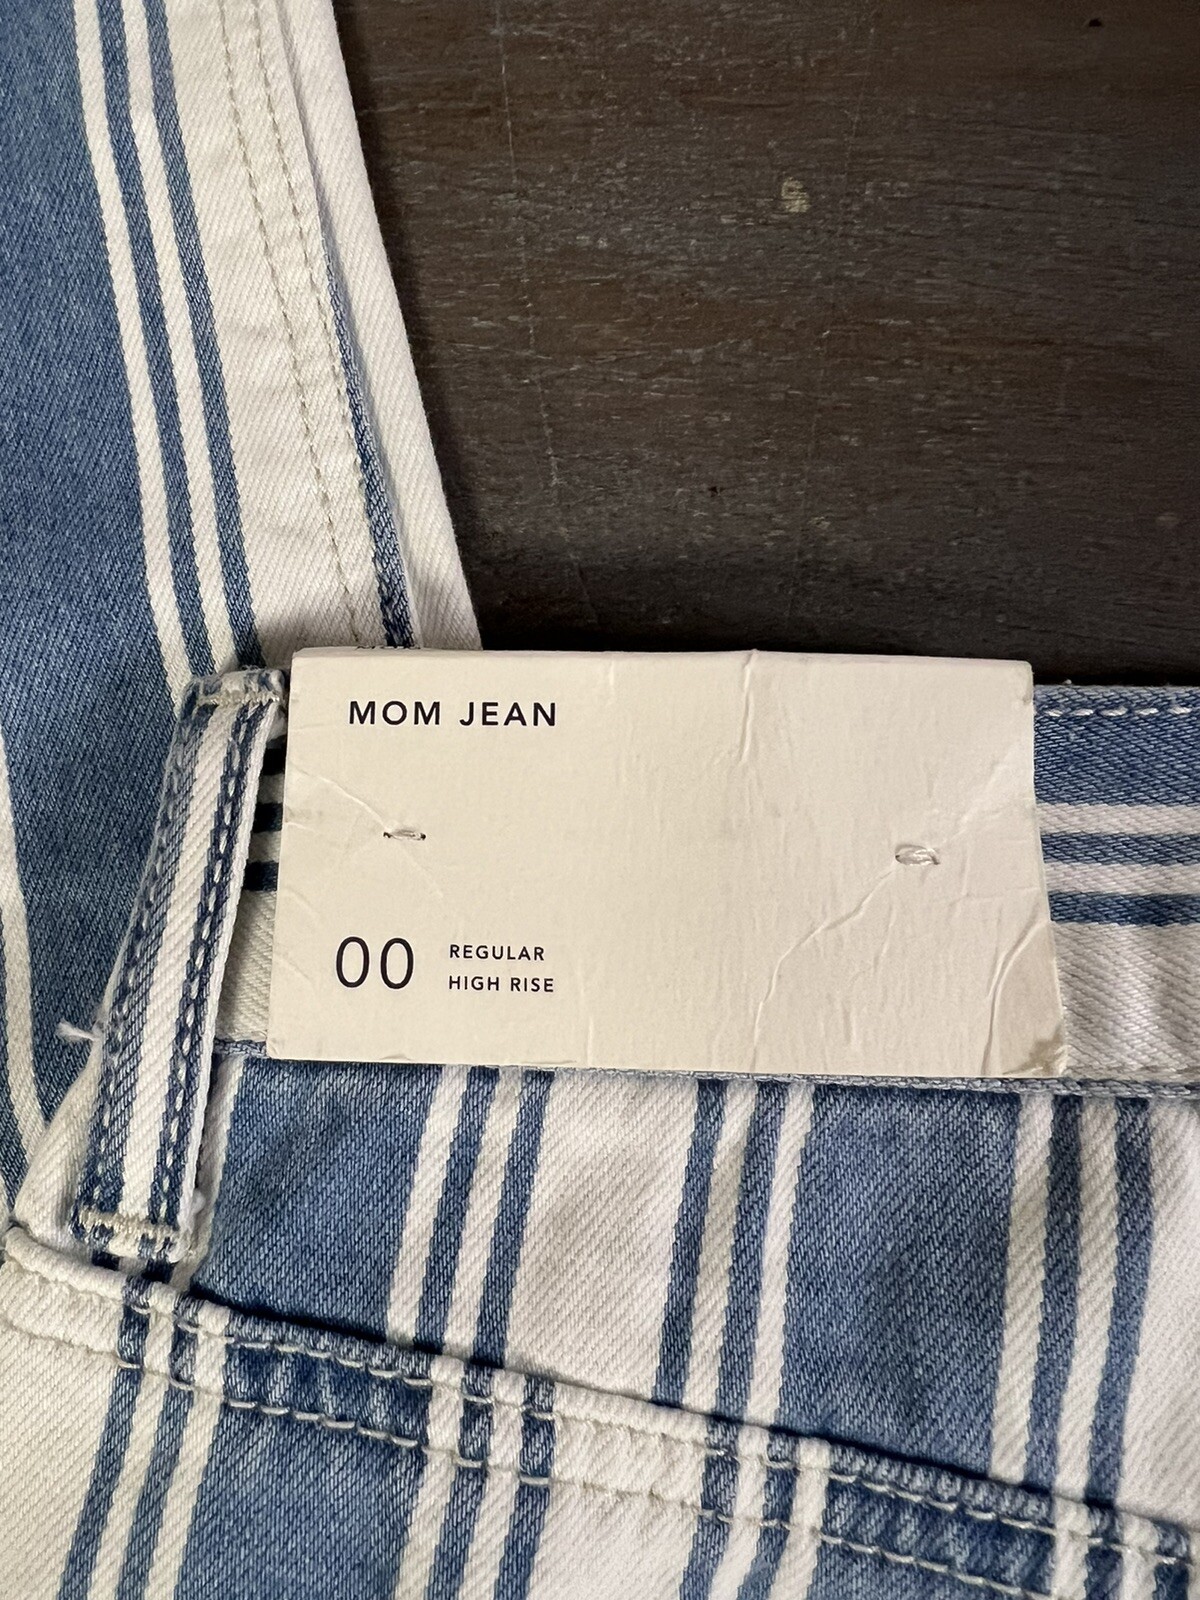 MOM JEAN
00
REGULAR
HIGH RISE